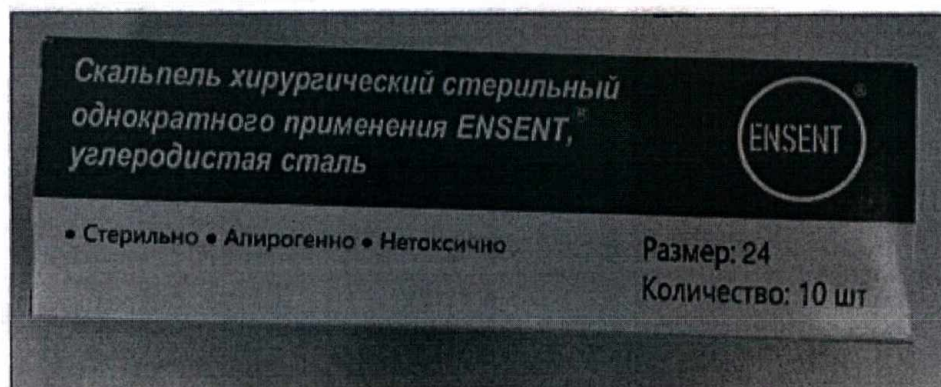 Скальпель хирургический стерильный
однократного применения ENSENT,®
углеродистая сталь
ENSENT ®
• Стерильно • Апирогенно • Нетоксично
Размер: 24
Количество: 10 шт